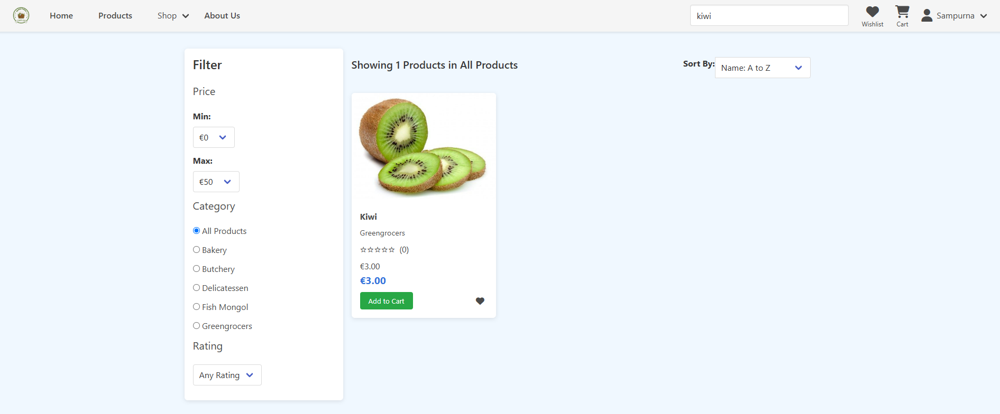 Home
Products
Shop
About Us
kiwi
Wishlist
Cart
Sampurna
Filter
Price
Min:
€0
Max:
€50
Category
All Products
Bakery
Butchery
Delicatessen
Fish Mongol
Greengrocers
Rating
Any Rating
Showing 1 Products in All Products
Sort By:
Name: A to Z
Kiwi
Greengrocers
☆☆☆☆☆ (0)
€3.00
€3.00
Add to Cart